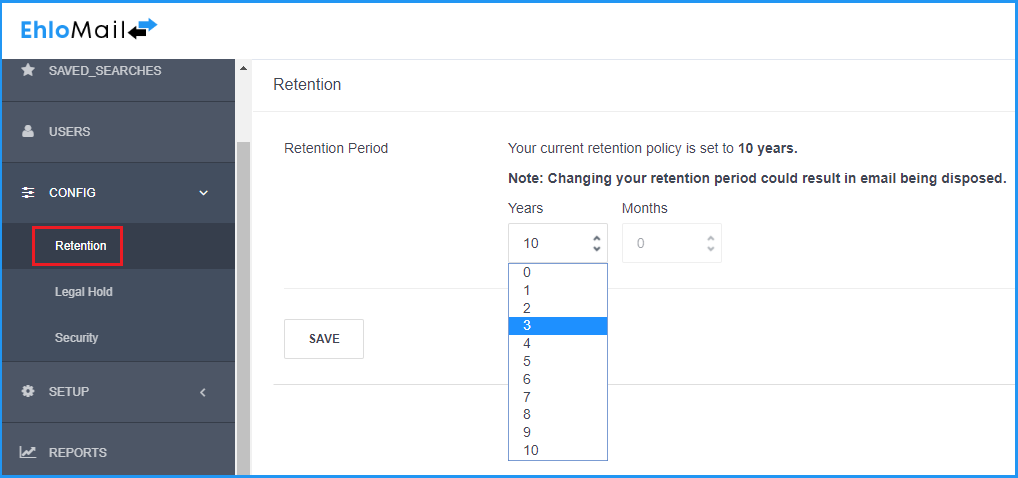 EhloMail
SAVED_SEARCHES
USERS
CONFIG
Retention
Legal Hold
Security
SETUP
REPORTS
Retention
Retention Period
Your current retention policy is set to 10 years.
Note: Changing your retention period could result in email being disposed.
Years Months
10 0
0
1
2
3
4
5
6
7
8
9
10
SAVE